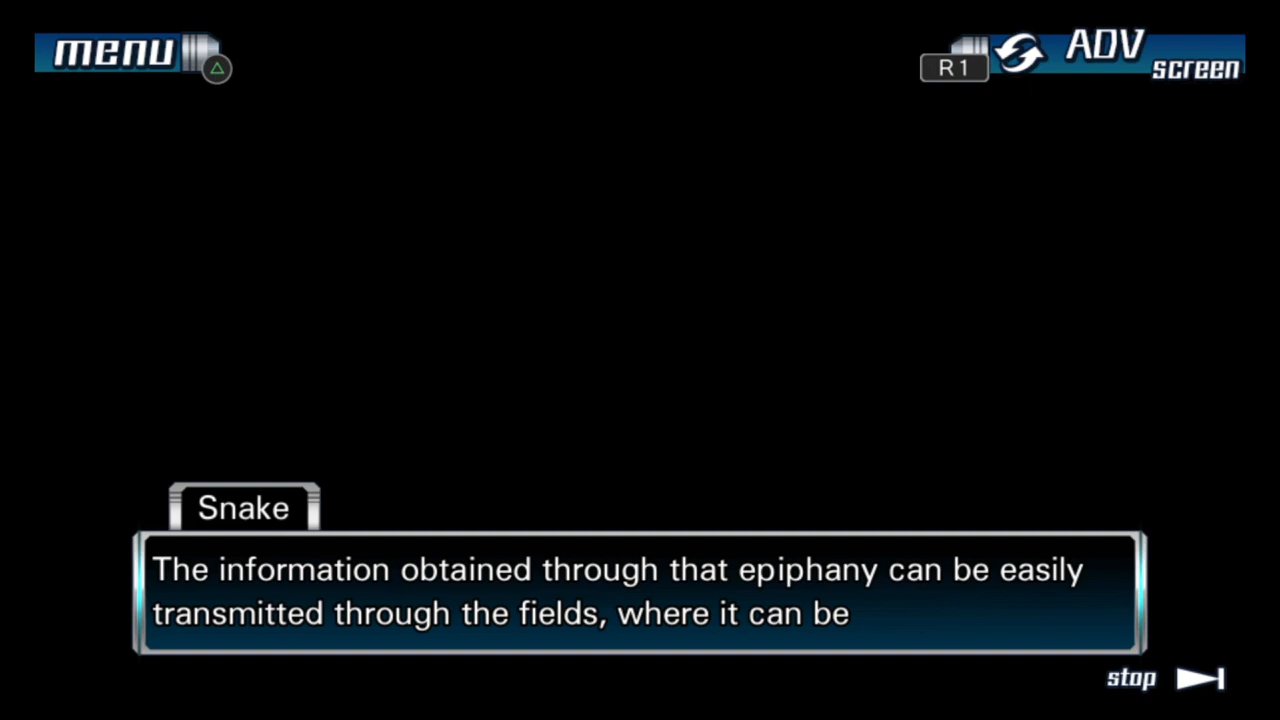 menu
R1
ADV
screen
Snake
The information obtained through that epiphany can be easily
transmitted through the fields, where it can be
stop